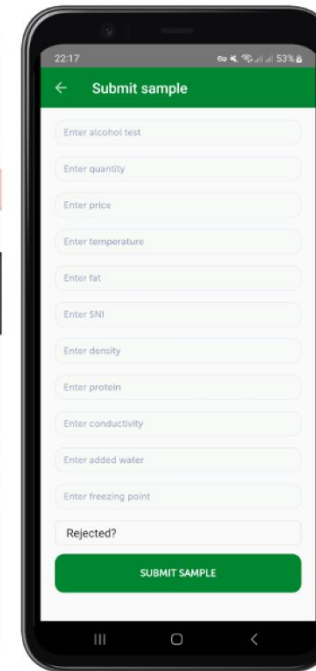 22:17 53%
← Submit sample
Enter alcohol test
Enter quantity
Enter price
Enter temperature
Enter fat
Enter SNI
Enter density
Enter protein
Enter conductivity
Enter added water
Enter freezing point
Rejected?
SUBMIT SAMPLE